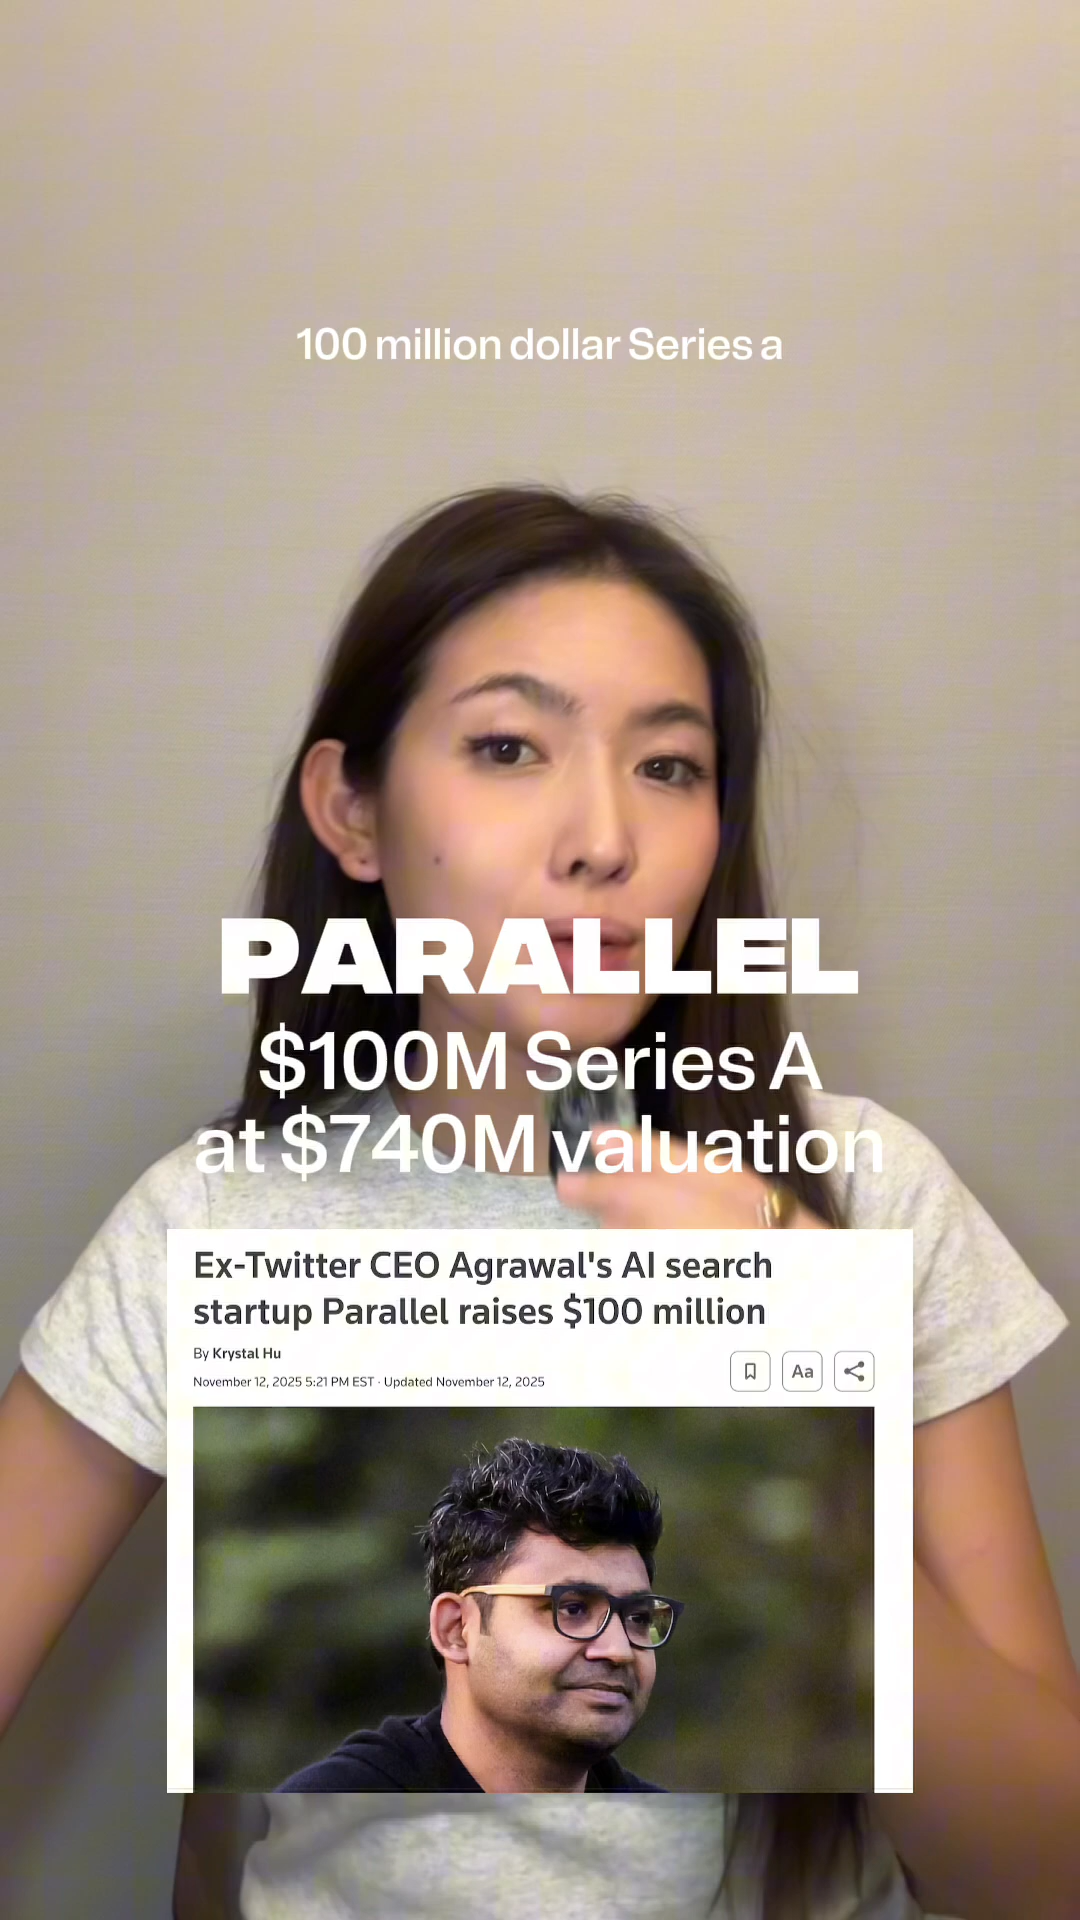 100 million dollar Series a
PARALLEL
$100M Series A
at $740M valuation
Ex-Twitter CEO Agrawal's AI search
startup Parallel raises $100 million
By Krystal Hu
November 12, 2025 5:21 PM EST · Updated November 12, 2025
Aa